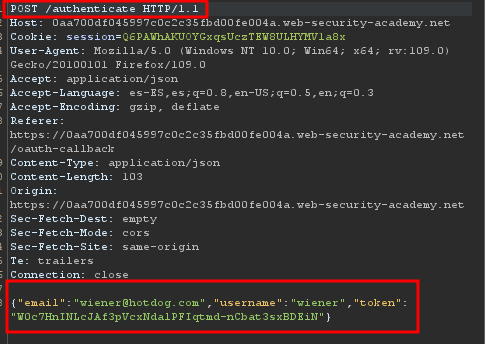 POST /authenticate HTTP/1.1
Host: 0aa700df045997c0c2c35fbd00fe004a.web-security-academy.net
Cookie: session=Q6PAWhAKU0YGxqsUczTEW8ULHYMVla8x
User-Agent: Mozilla/5.0 (Windows NT 10.0; Win64; x64; rv:109.0)
Gecko/20100101 Firefox/109.0
Accept: application/json
Accept-Language: es-ES,es;q=0.8,en-US;q=0.5,en;q=0.3
Accept-Encoding: gzip, deflate
Referer:
https://0aa700df045997c0c2c35fbd00fe004a.web-security-academy.net
/oauth-callback
Content-Type: application/json
Content-Length: 103
Origin:
https://0aa700df045997c0c2c35fbd00fe004a.web-security-academy.net
Sec-Fetch-Dest: empty
Sec-Fetch-Mode: cors
Sec-Fetch-Site: same-origin
Te: trailers
Connection: close
{"email":"wiener@hotdog.com","username":"wiener","token":
"WOc7HnINLcJAf3pVcxNdalPFIqtmd-nCbat3sxBDEiN"}